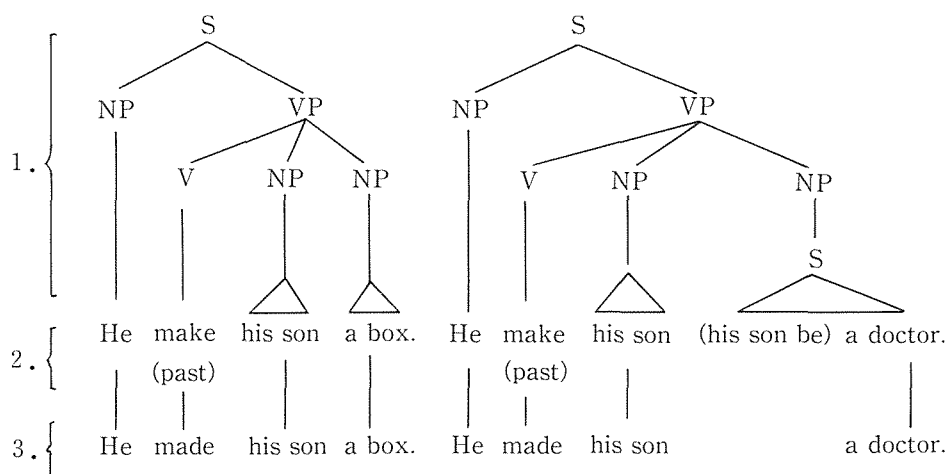 S S
NP VP NP VP
1. V NP NP V NP NP
S
2. He make his son a box. He make his son (his son be) a doctor.
(past) (past)
3. He made his son a box. He made his son a doctor.